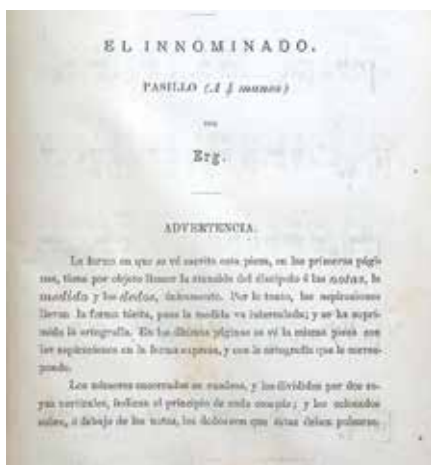 EL INNOMINADO.
PASILLO (A 4 manos)
POR
Erg.
ADVERTENCIA.
La forma en que se vé escrita esta pieza, en las primeras pági-
nas, tiene por objeto llamar la atención del discípulo á las notas, la
medida y los dedos, únicamente. Por lo tanto, las aspiraciones
llevan la forma tácita, pues la medida va intercalada; y se ha supri-
mido la ortografía. En las últimas páginas se vé la misma pieza con
las aspiraciones en la forma expresa, y con la ortografía que le corres-
ponde.
Los números encerrados en cuadros, y los divididos por dos ra-
yas verticales, indican el principio de cada compás; y los colocados
sobre, ó debajo de las notas, los dedos con que éstas deben pulsarse.